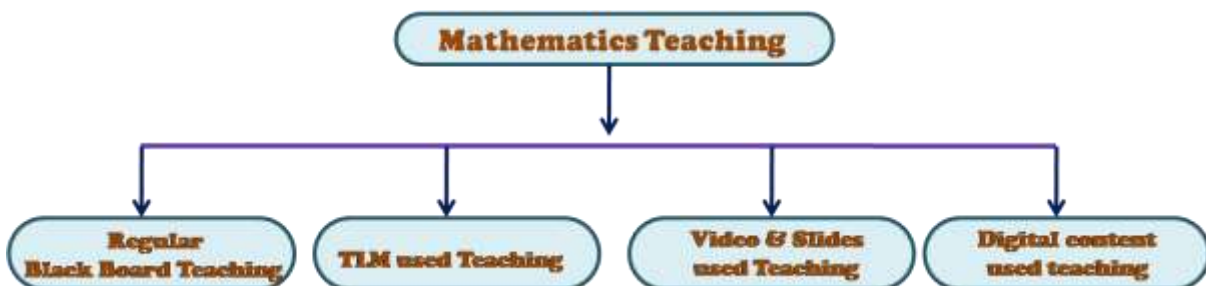 Mathematics Teaching
Regular
Black Board Teaching
TLM used Teaching
Video & Slides
used Teaching
Digital content
used teaching